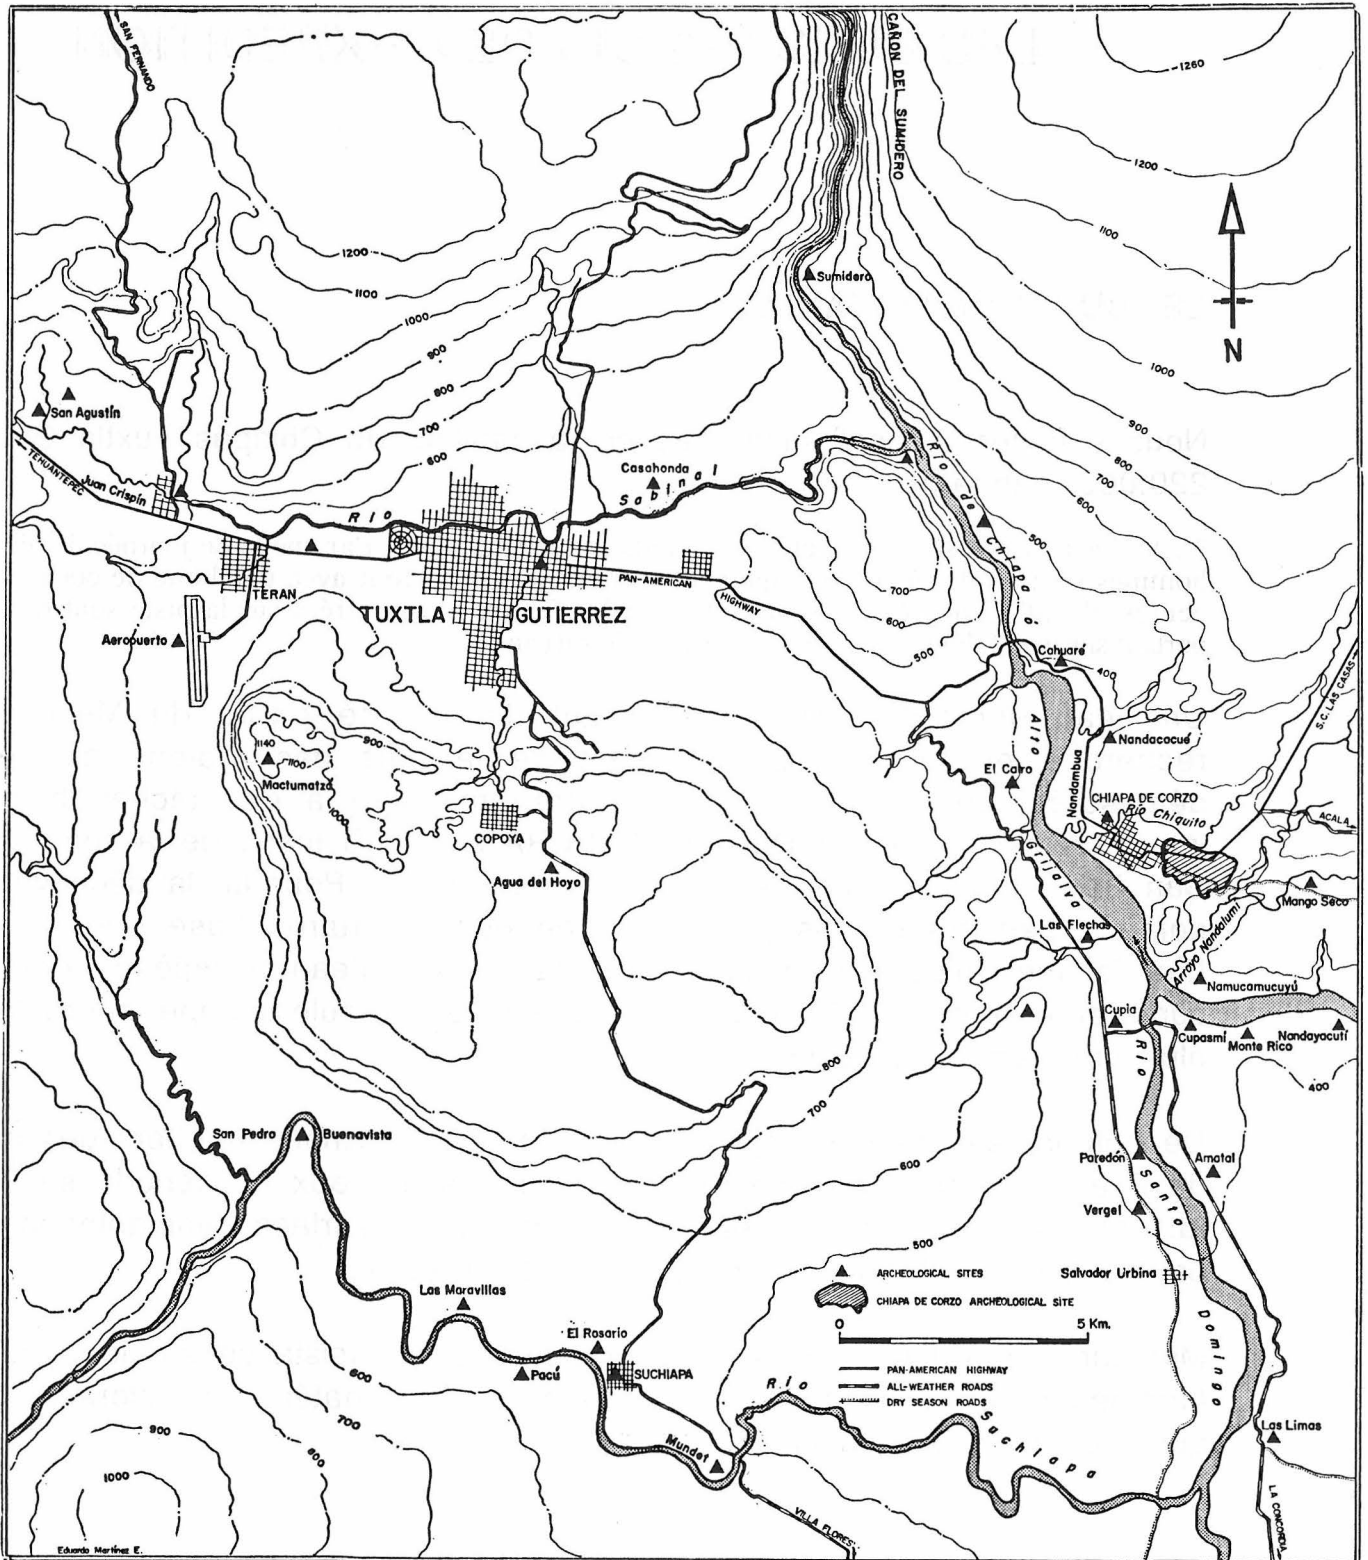 SAN FERNANDO
CAÑON DEL SUMIDERO
1260
1200
1200
1100
1100
Sumidero
N
1000
1000
900
900
800
800
700
700
600
600
San Agustín
TEHUANTEPEC
Juan Crispín
Casahonda
Río Sabinal
Río de Chiapa ó Alto Grijalva
500
TERAN
PAN-AMERICAN HIGHWAY
TUXTLA GUTIERREZ
700
600
500
Aeropuerto
Cahuaré
400
S.C. LAS CASAS
Nandacacué
1140
1100
900
Mactumatzá
1000
El Cairo
Nandambua
CHIAPA DE CORZO
Río Chiquito
ACALA
COPOYA
Agua del Hoyo
Mango Seco
Las Flechas
Arroyo Nandalumi
Namucamucuyú
Cupia
Cupasmí
Monte Rico
Nandayacutí
800
700
400
San Pedro Buenavista
600
Paredón
Amatal
Vergel
Río Santo Domingo
500
ARCHEOLOGICAL SITES
Salvador Urbina
CHIAPA DE CORZO ARCHEOLOGICAL SITE
0 5 Km.
Las Maravillas
El Rosario
Pacú
SUCHIAPA
PAN-AMERICAN HIGHWAY
ALL-WEATHER ROADS
DRY SEASON ROADS
Río Suchiapa
600
700
800
900
1000
Mundet
Las Limas
VILLA FLORES
LA CONCORDIA
Eduardo Martínez E.